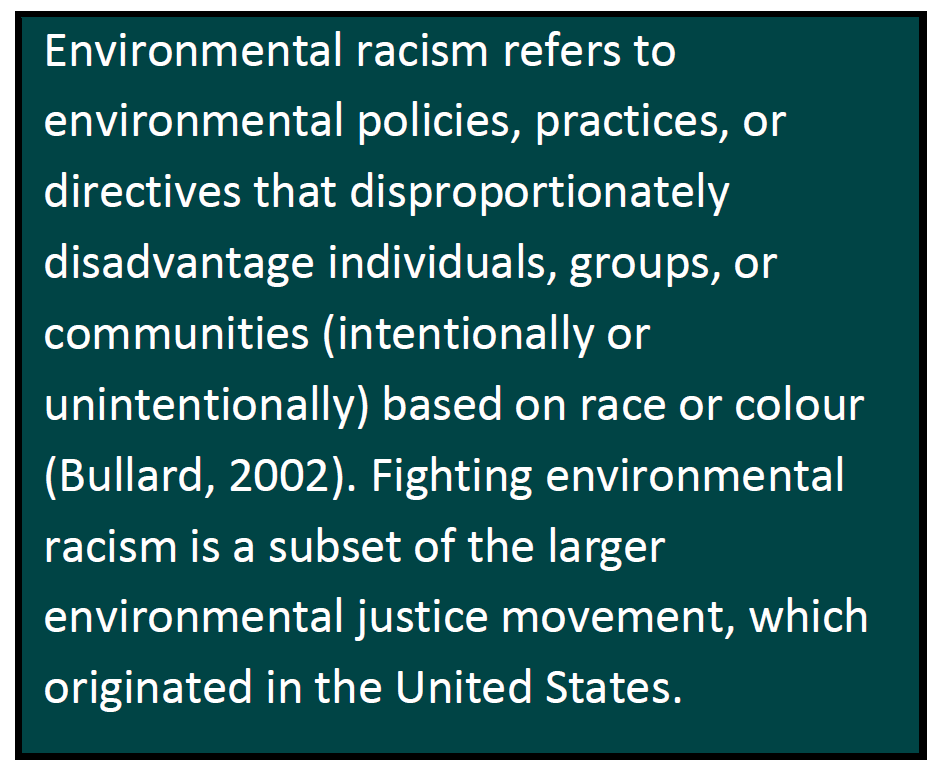 Environmental racism refers to
environmental policies, practices, or
directives that disproportionately
disadvantage individuals, groups, or
communities (intentionally or
unintentionally) based on race or colour
(Bullard, 2002). Fighting environmental
racism is a subset of the larger
environmental justice movement, which
originated in the United States.